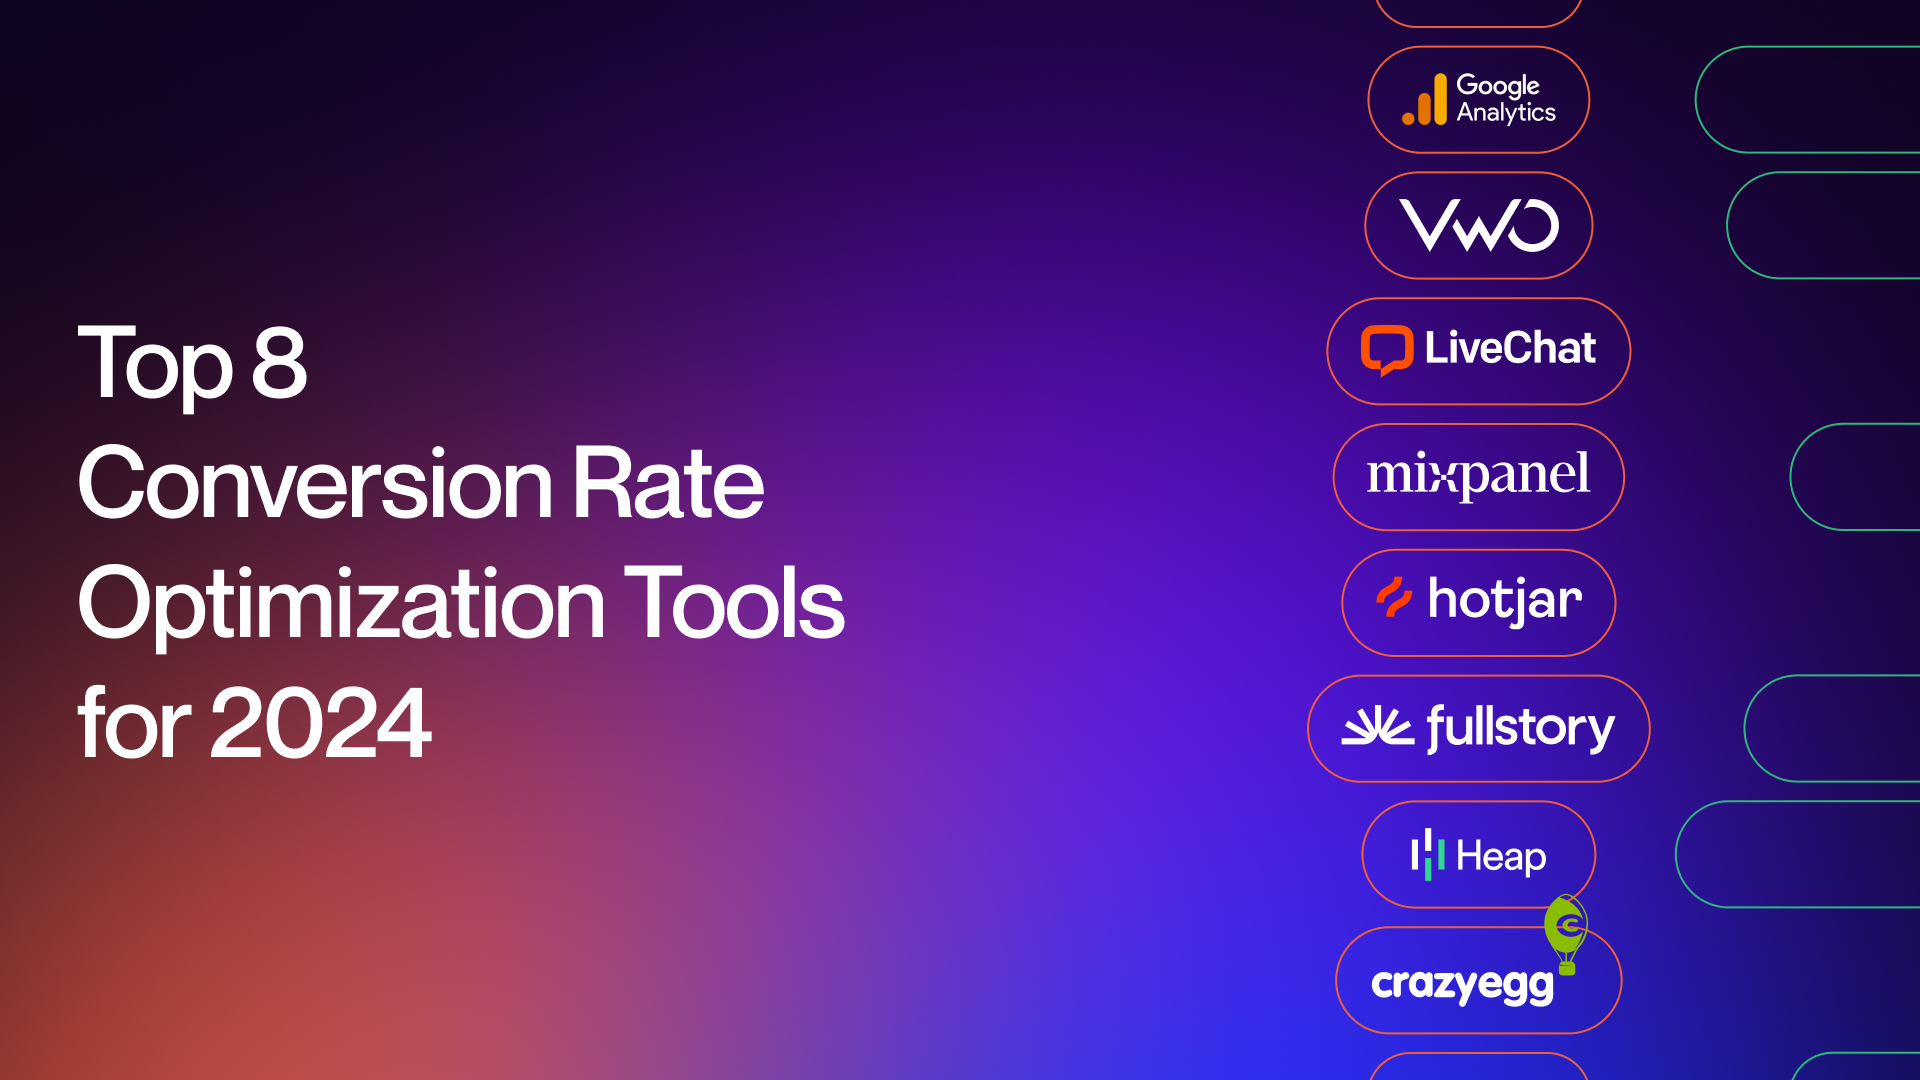 Top 8
Conversion Rate
Optimization Tools
for 2024
Google
Analytics
VWO
LiveChat
mixpanel
hotjar
fullstory
Heap
crazyegg